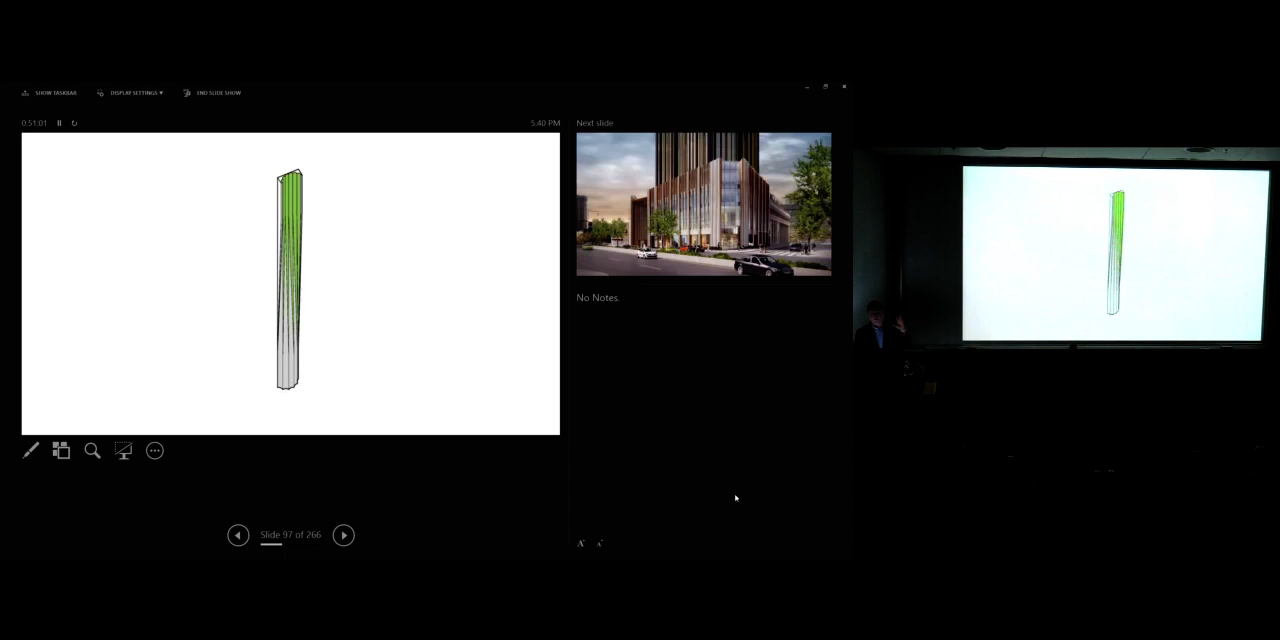 SHOW TASKBAR DISPLAY SETTINGS ▾ END SLIDE SHOW
0:51:01 5:40 PM Next slide
No Notes.
Slide 97 of 266
A A